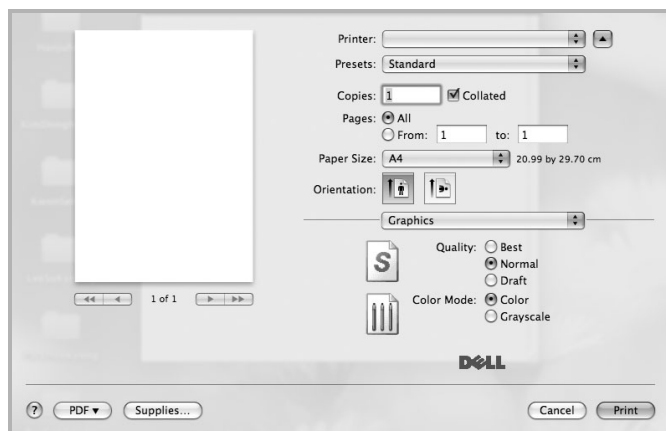 Printer:
Presets: Standard
Copies: 1 Collated
Pages: All
From: 1 to: 1
Paper Size: A4 20.99 by 29.70 cm
Orientation:
Graphics
Quality: Best
Normal
Draft
1 of 1
Color Mode: Color
Grayscale
DELL
? PDF Supplies... Cancel Print